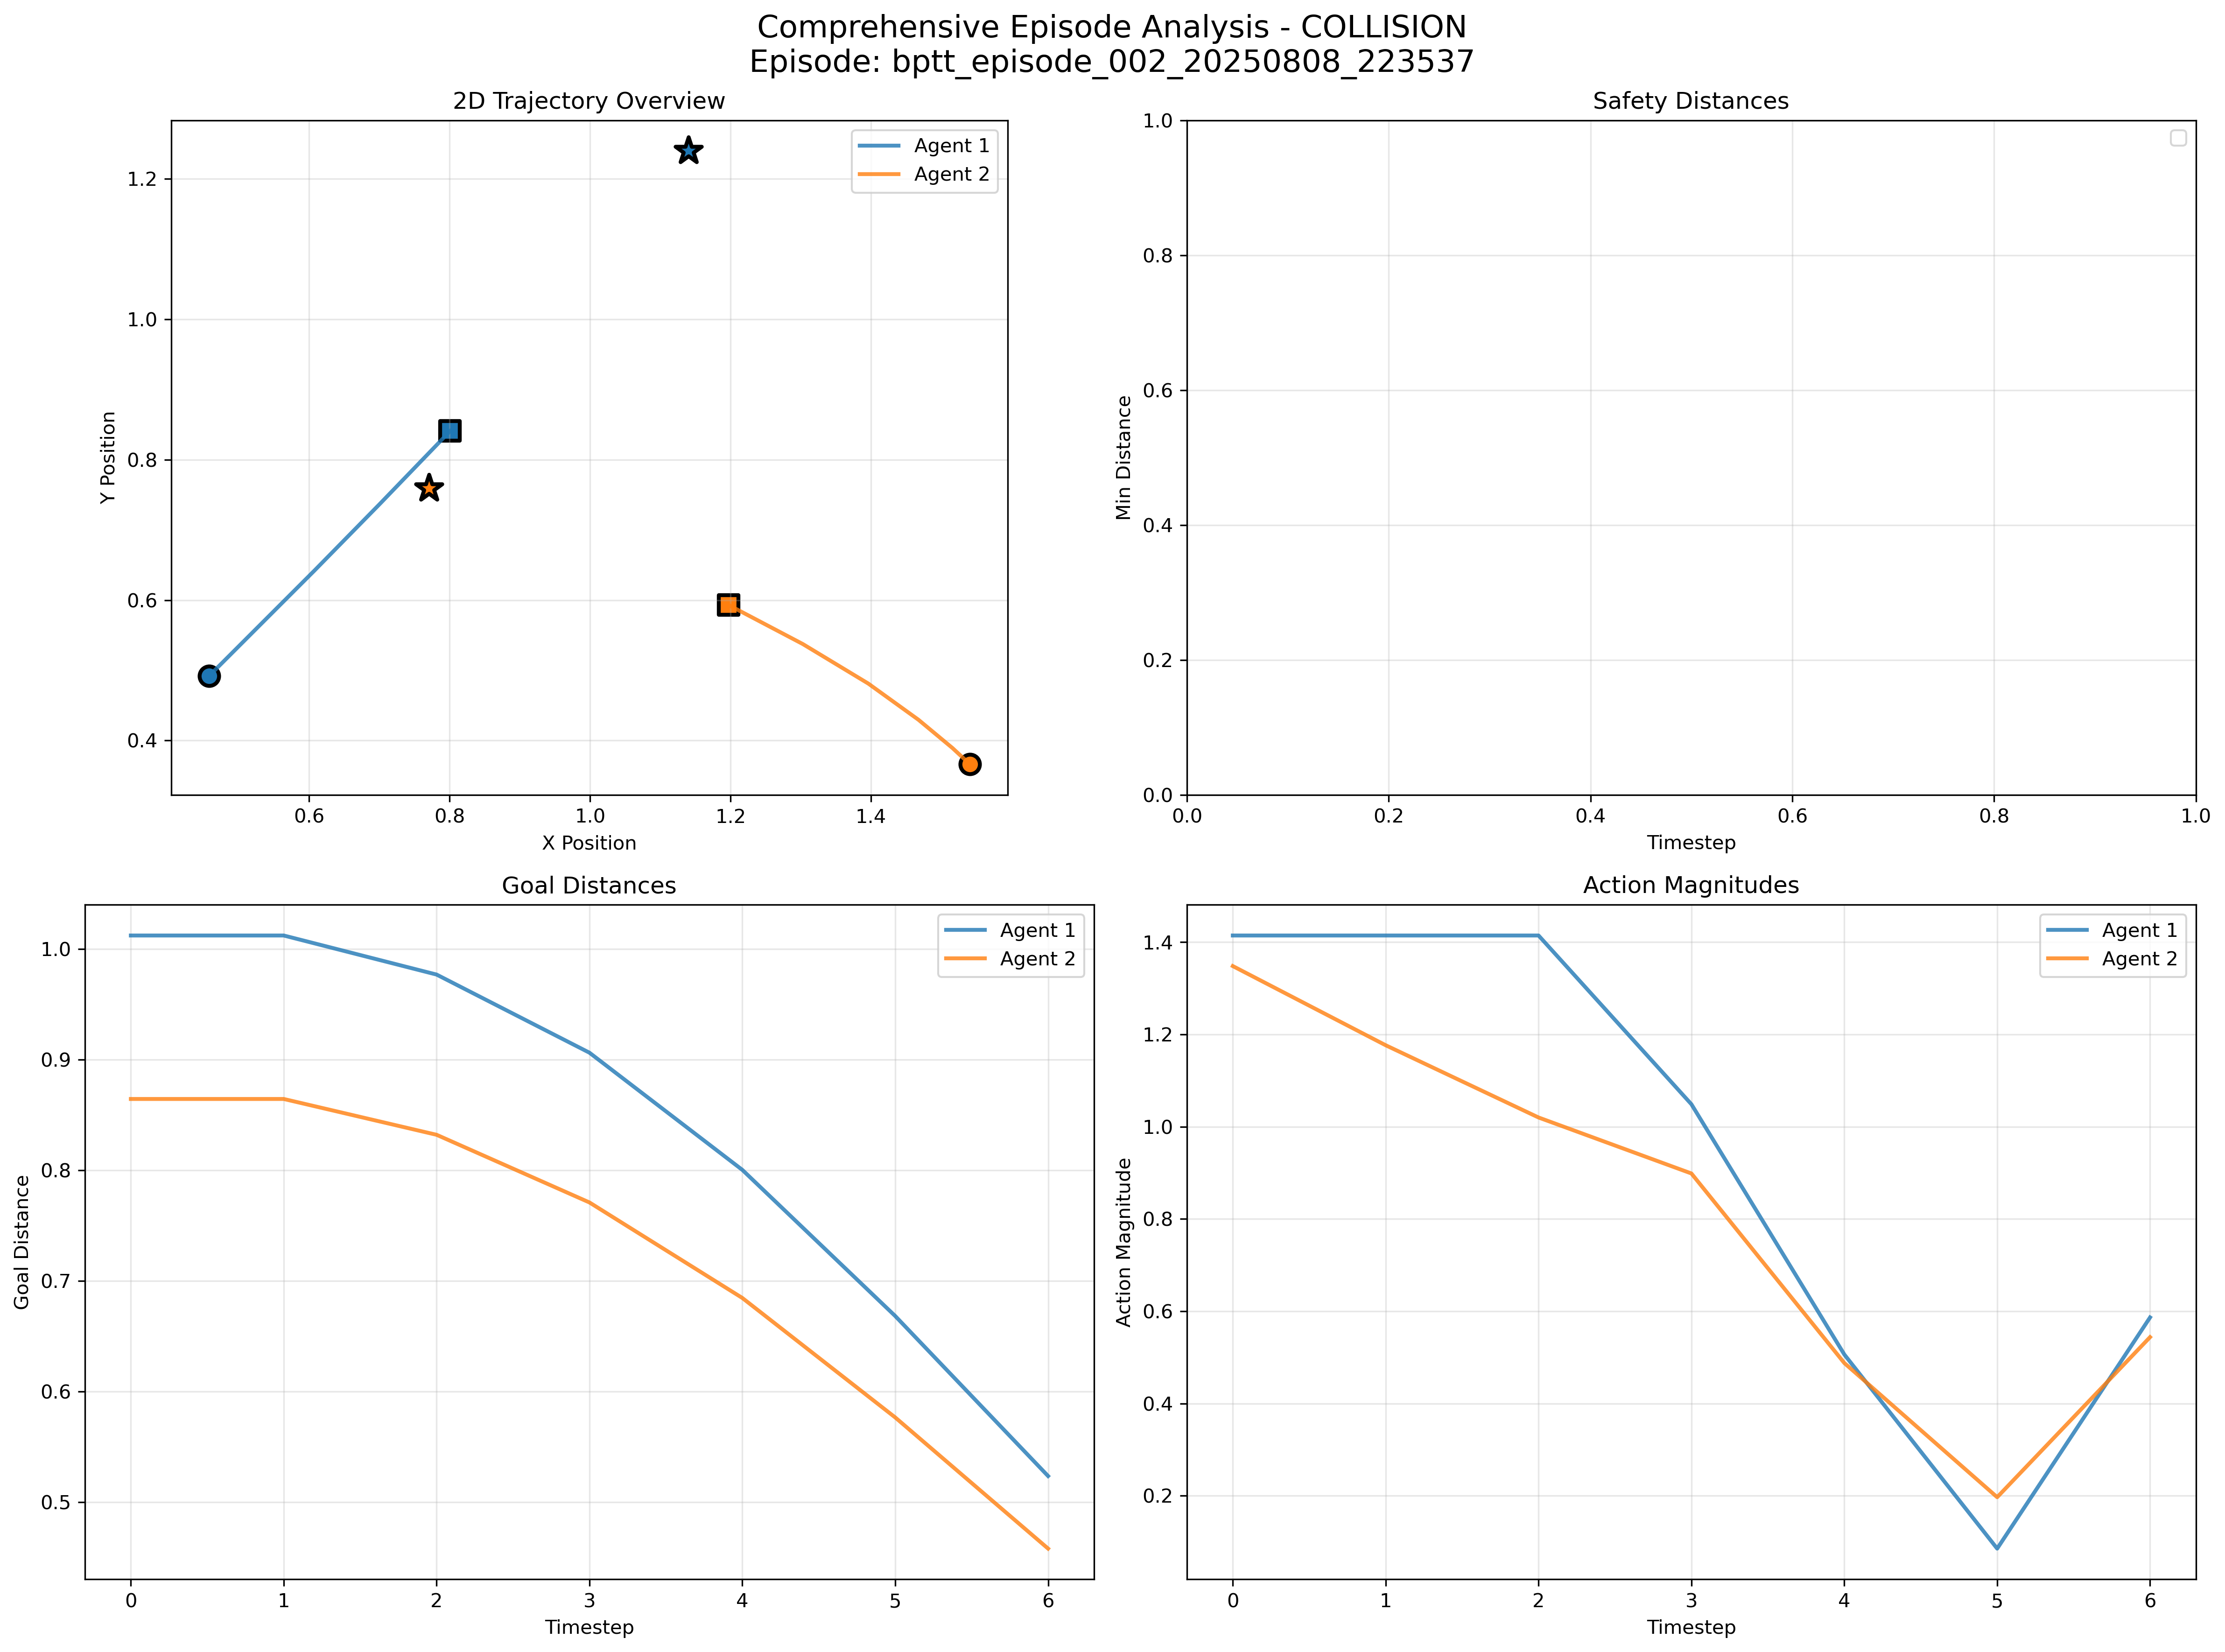 Comprehensive Episode Analysis - COLLISION
Episode: bptt_episode_002_20250808_223537
2D Trajectory Overview
Agent 1
Agent 2
1.2
1.0
0.8
0.6
0.4
Y Position
0.6
0.8
1.0
1.2
1.4
X Position
Safety Distances
1.0
0.8
0.6
0.4
0.2
0.0
Min Distance
0.0
0.2
0.4
0.6
0.8
1.0
Timestep
Goal Distances
Agent 1
Agent 2
1.0
0.9
0.8
0.7
0.6
0.5
Goal Distance
0
1
2
3
4
5
6
Timestep
Action Magnitudes
Agent 1
Agent 2
1.4
1.2
1.0
0.8
0.6
0.4
0.2
Action Magnitude
0
1
2
3
4
5
6
Timestep